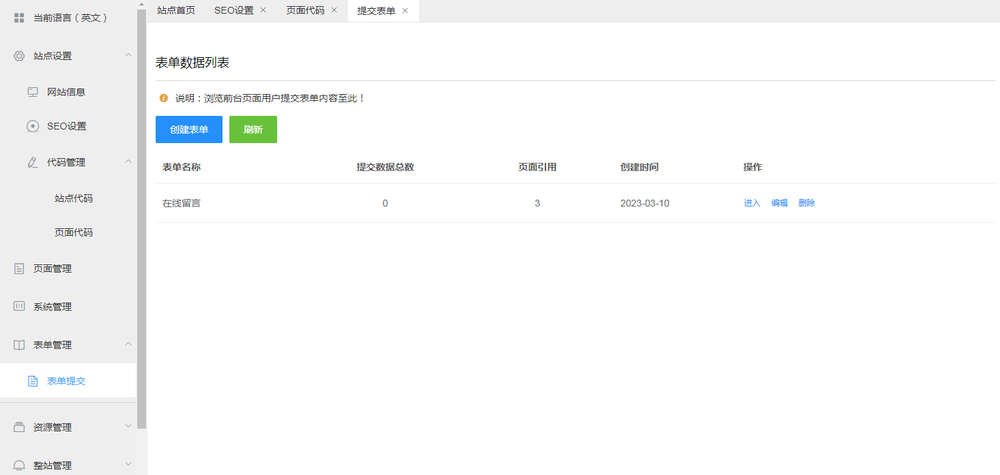 当前语言（英文）
站点设置
网站信息
SEO设置
代码管理
站点代码
页面代码
页面管理
系统管理
表单管理
表单提交
资源管理
整站管理
站点首页 SEO设置 页面代码 提交表单
表单数据列表
说明：浏览前台页面用户提交表单内容至此！
创建表单 刷新
表单名称 提交数据总数 页面引用 创建时间 操作
在线留言 0 3 2023-03-10 进入 编辑 删除